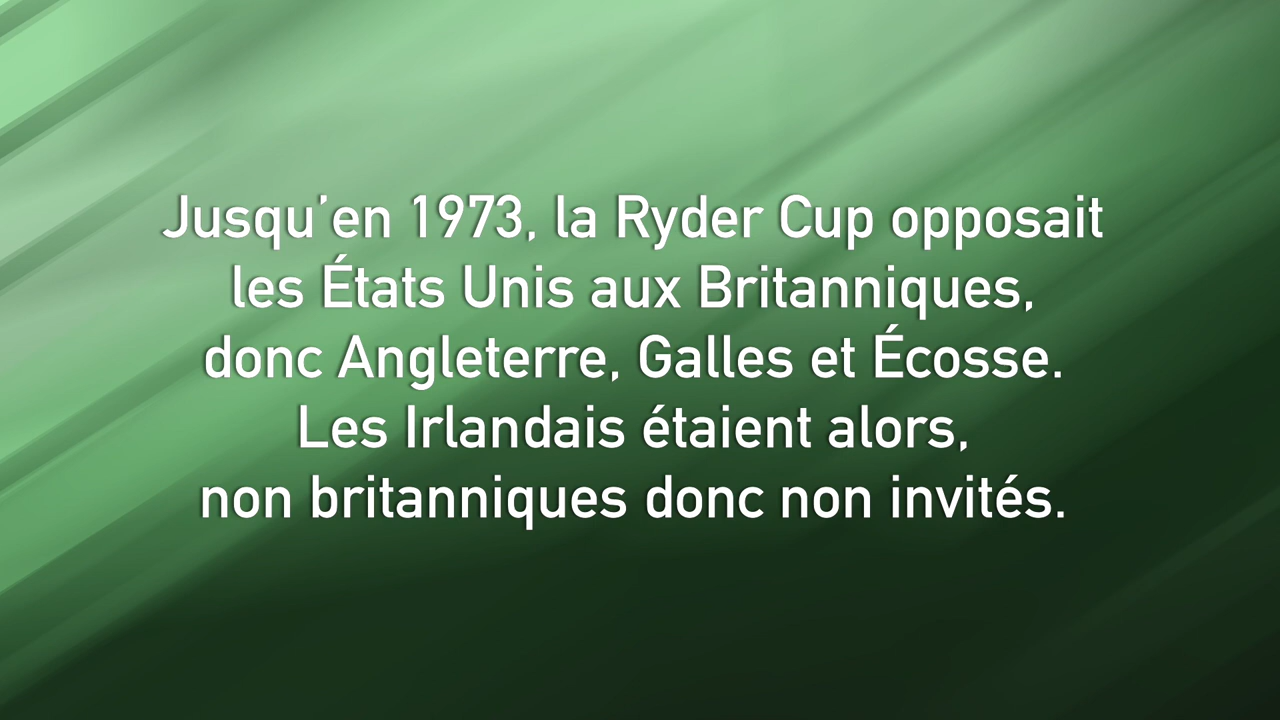 Jusqu’en 1973, la Ryder Cup opposait
les États Unis aux Britanniques,
donc Angleterre, Galles et Écosse.
Les Irlandais étaient alors,
non britanniques donc non invités.